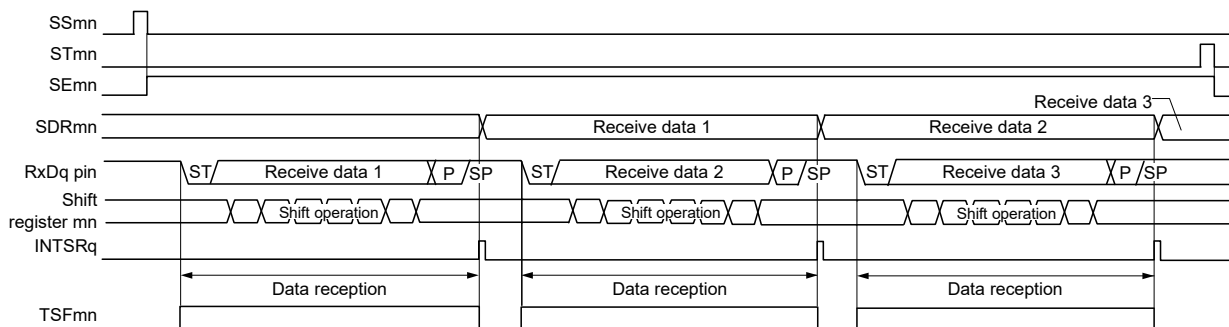 SSmn
STmn
SEmn
Receive data 3
SDRmn Receive data 1 Receive data 2
RxDq pin ST Receive data 1 P SP ST Receive data 2 P SP ST Receive data 3 P SP
Shift
register mn Shift operation Shift operation Shift operation
INTSRq
Data reception Data reception Data reception
TSFmn